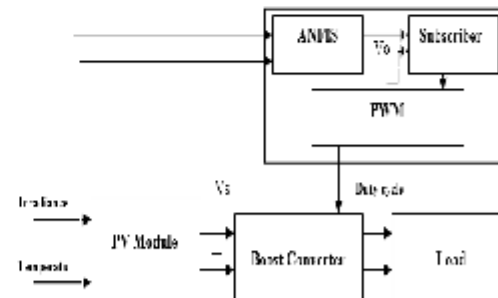 ANFIS
Subscriber
Vo
PWM
Vs
Duty cycle
Irradiance
PV Module
Boost Converter
Load